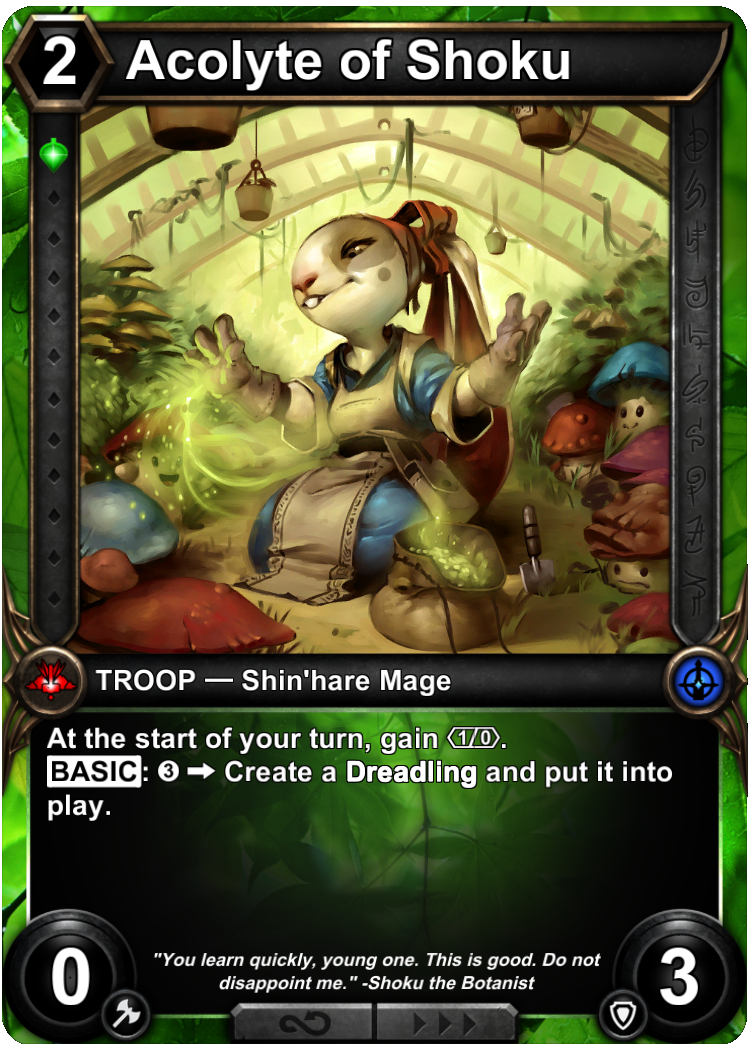 2 Acolyte of Shoku
TROOP — Shin'hare Mage
At the start of your turn, gain ⟨1/0⟩.
BASIC: ③ ➡ Create a Dreadling and put it into
play.
"You learn quickly, young one. This is good. Do not
disappoint me." -Shoku the Botanist
0 3